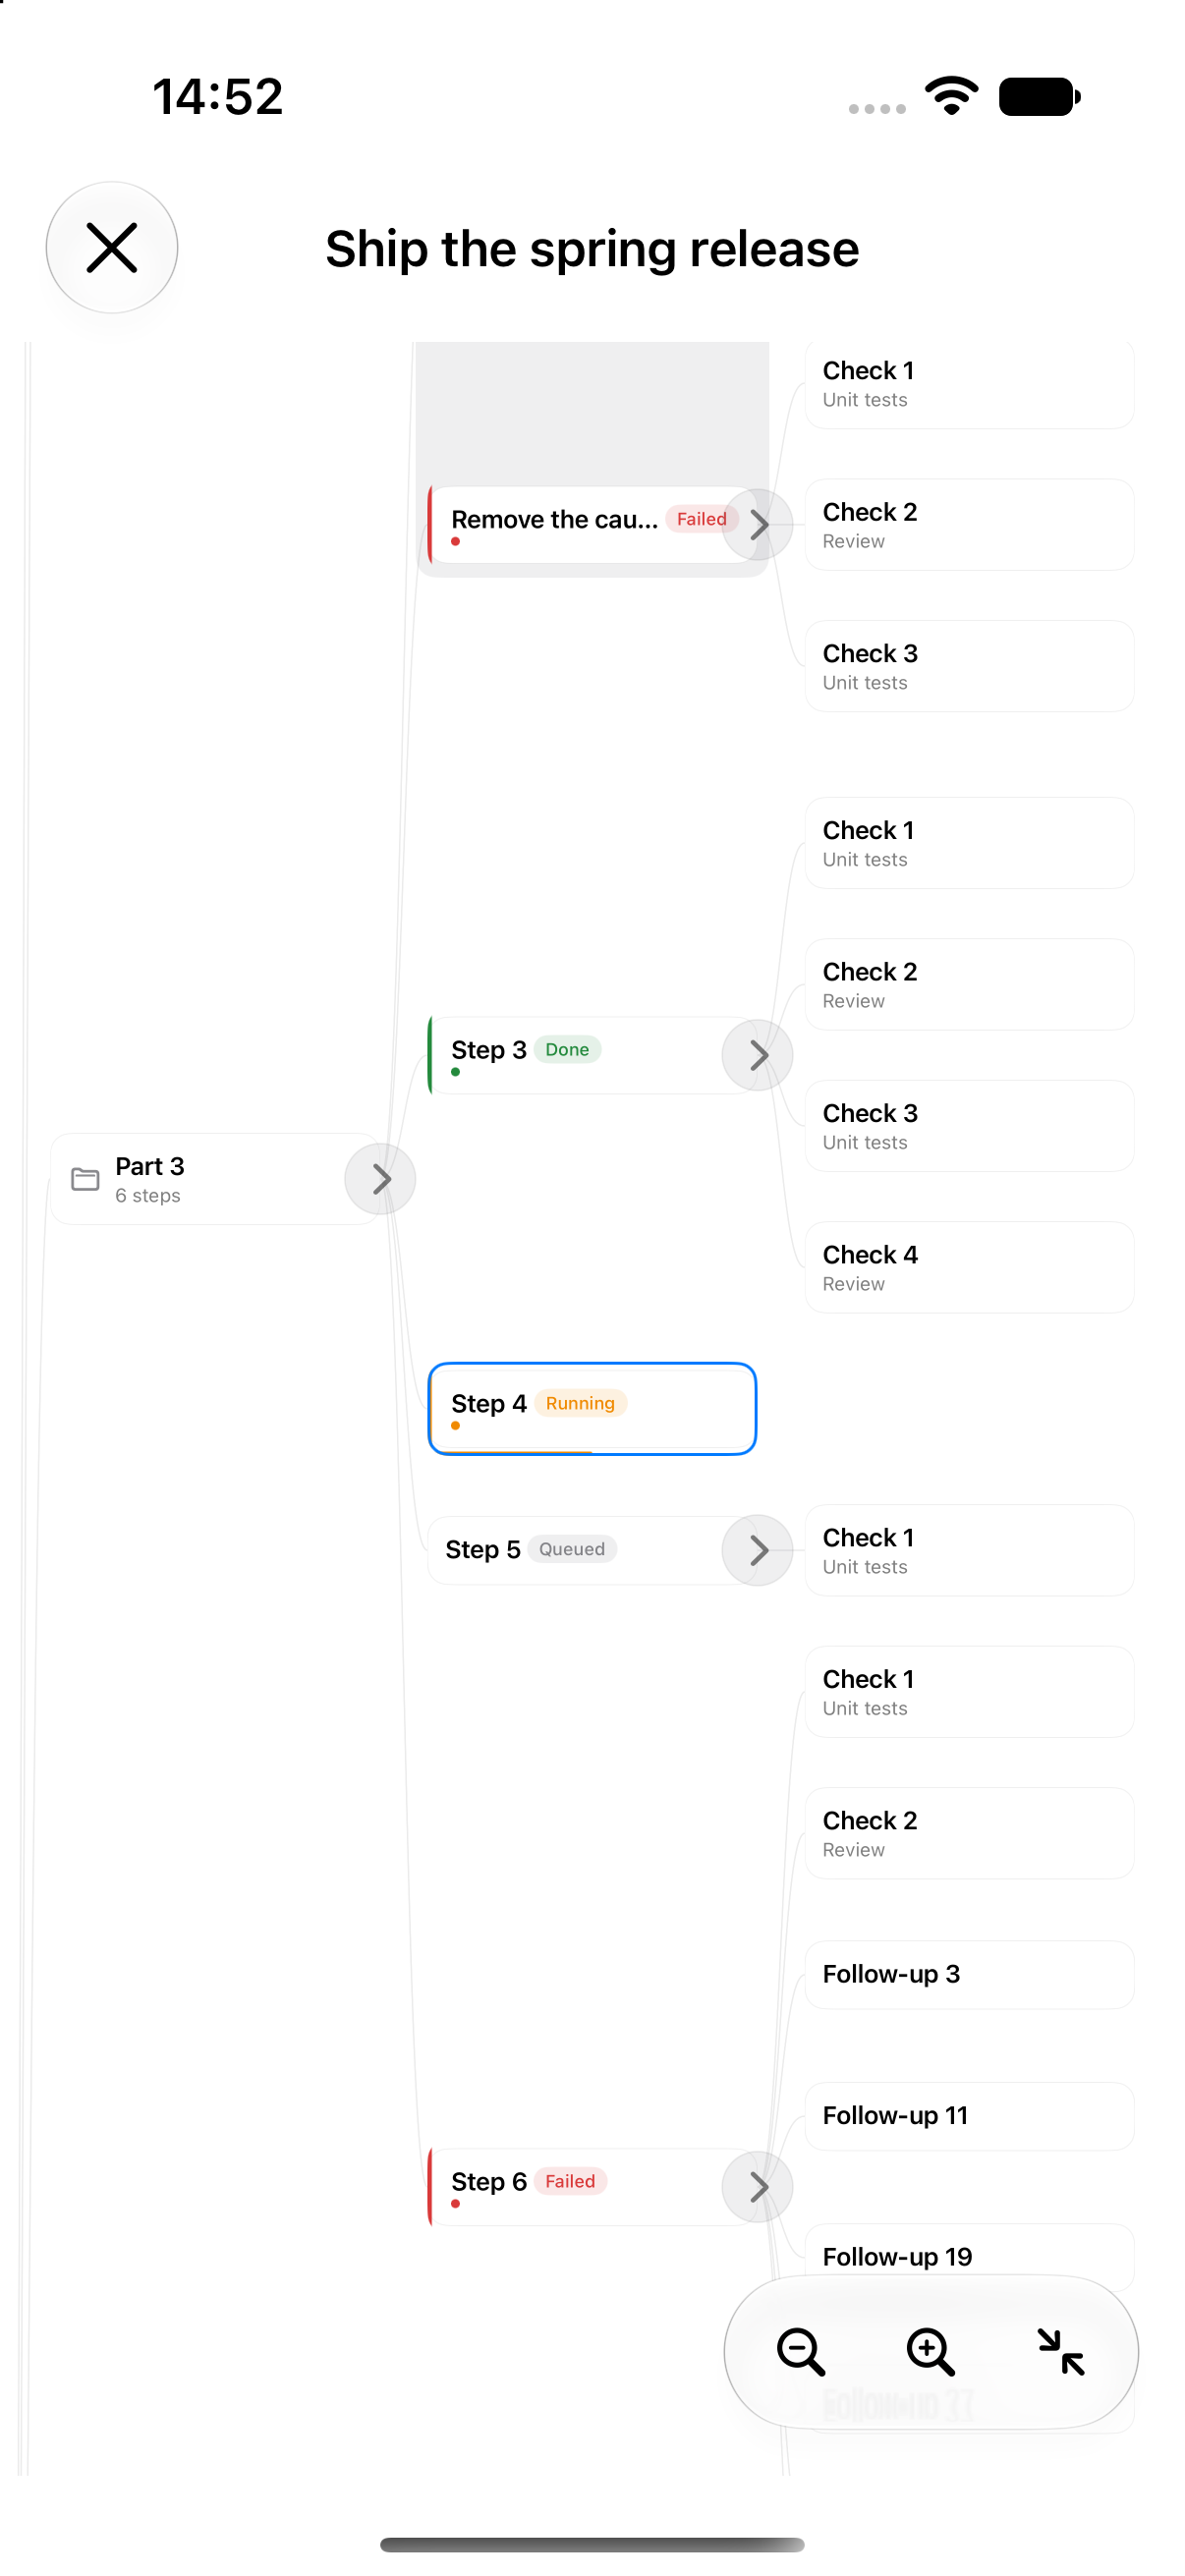 14:52
Ship the spring release
Check 1
Unit tests
Remove the cau... Failed
Check 2
Review
Check 3
Unit tests
Check 1
Unit tests
Check 2
Review
Step 3 Done
Check 3
Unit tests
Part 3
6 steps
Check 4
Review
Step 4 Running
Step 5 Queued
Check 1
Unit tests
Check 1
Unit tests
Check 2
Review
Follow-up 3
Follow-up 11
Step 6 Failed
Follow-up 19